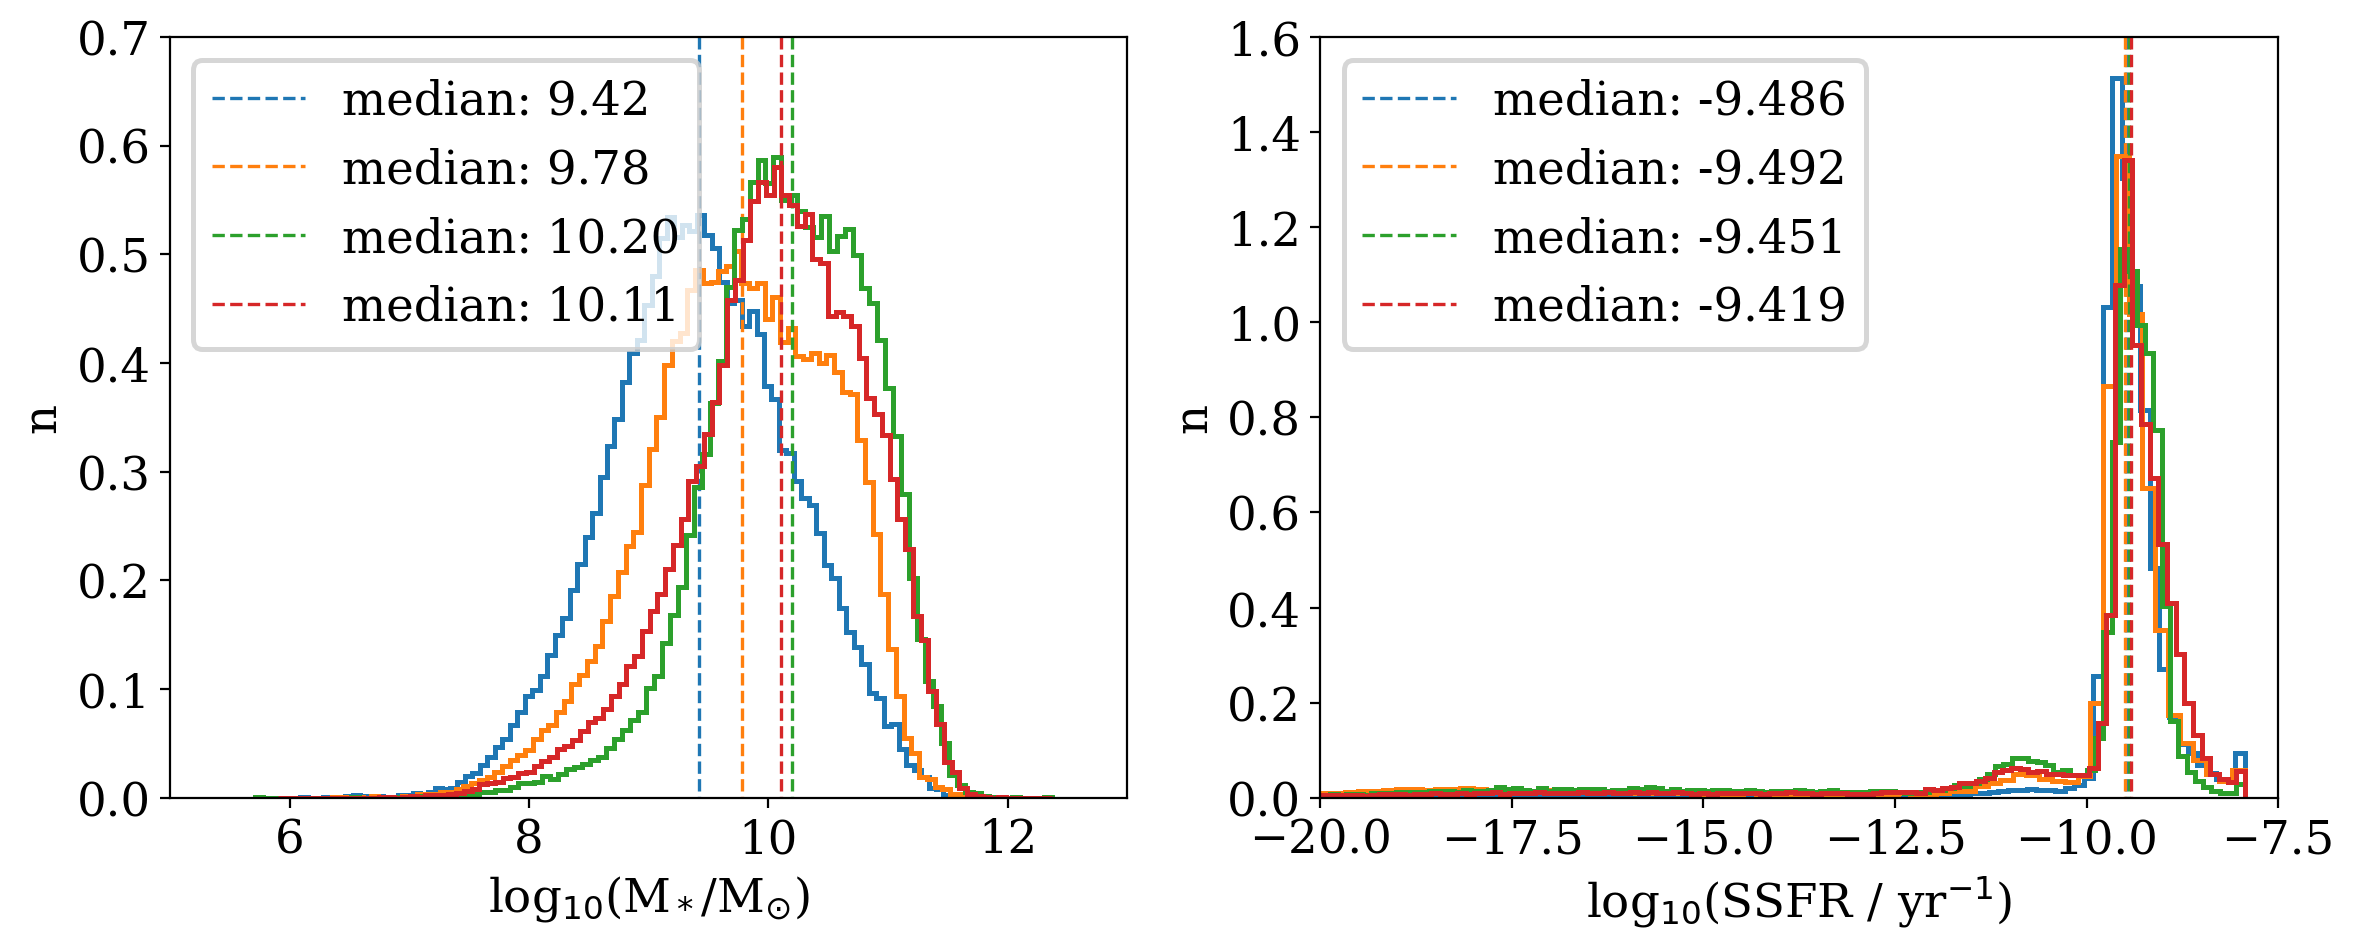 0.7
0.6
0.5
0.4
0.3
0.2
0.1
0.0
n
median: 9.42
median: 9.78
median: 10.20
median: 10.11
6 8 10 12
log₁₀(M∗/M⊙)
1.6
1.4
1.2
1.0
0.8
0.6
0.4
0.2
0.0
n
median: -9.486
median: -9.492
median: -9.451
median: -9.419
−20.0 −17.5 −15.0 −12.5 −10.0 −7.5
log₁₀(SSFR / yr⁻¹)